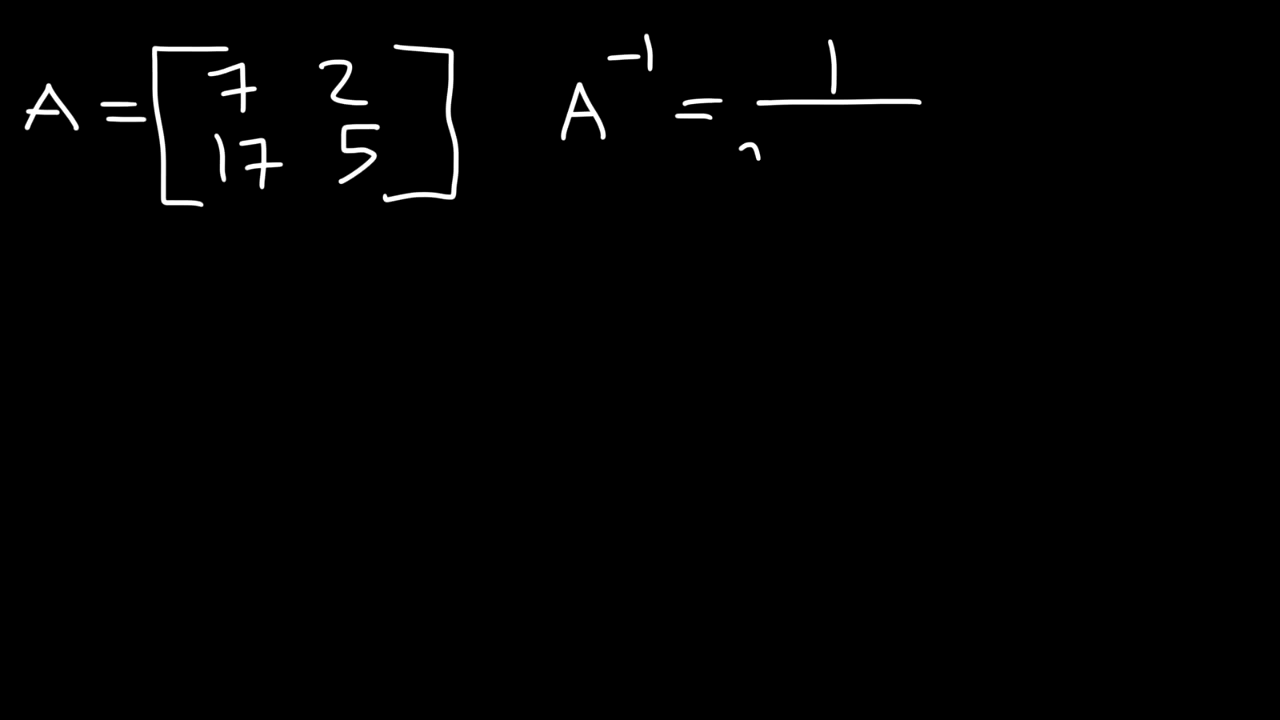 A = [7 2
17 5] A^-1 = 1/